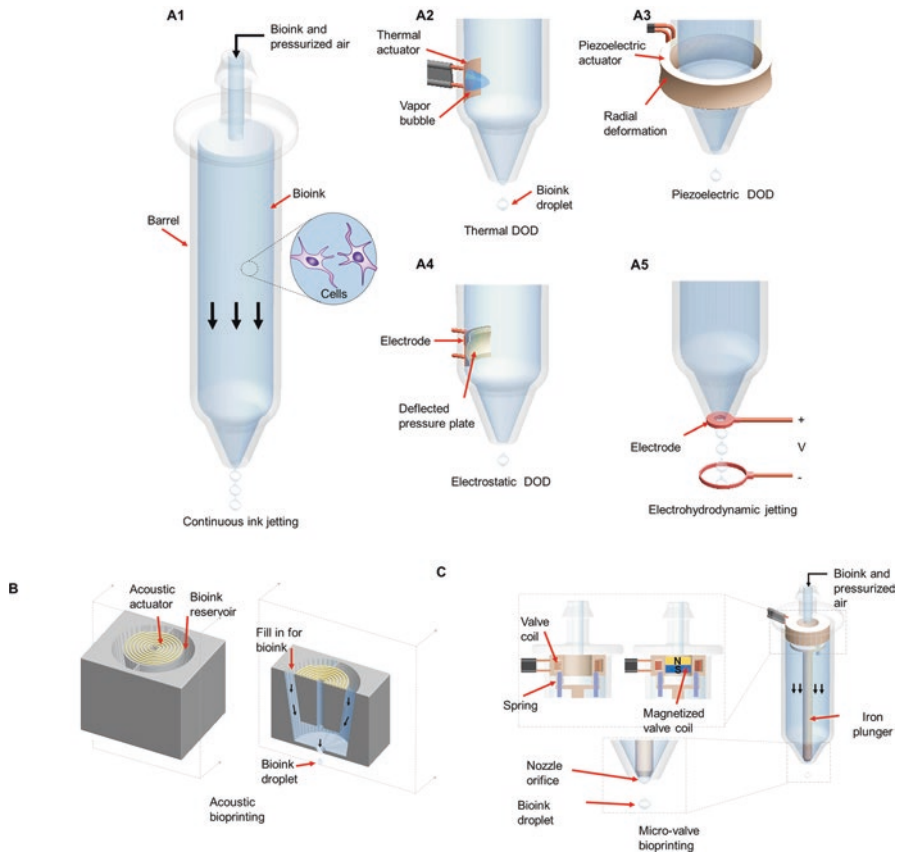 A1
Bioink and
pressurized air
Bioink
Barrel
Cells
Continuous ink jetting
A2
Thermal
actuator
Vapor
bubble
Bioink
droplet
Thermal DOD
A3
Piezoelectric
actuator
Radial
deformation
Piezoelectric DOD
A4
Electrode
Deflected
pressure plate
Electrostatic DOD
A5
Electrode
+
V
-
Electrohydrodynamic jetting
B
Acoustic
actuator
Bioink
reservoir
Fill in for
bioink
Bioink
droplet
Acoustic
bioprinting
C
Bioink and
pressurized
air
Valve
coil
N
S
Spring
Magnetized
valve coil
Iron
plunger
Nozzle
orifice
Bioink
droplet
Micro-valve
bioprinting